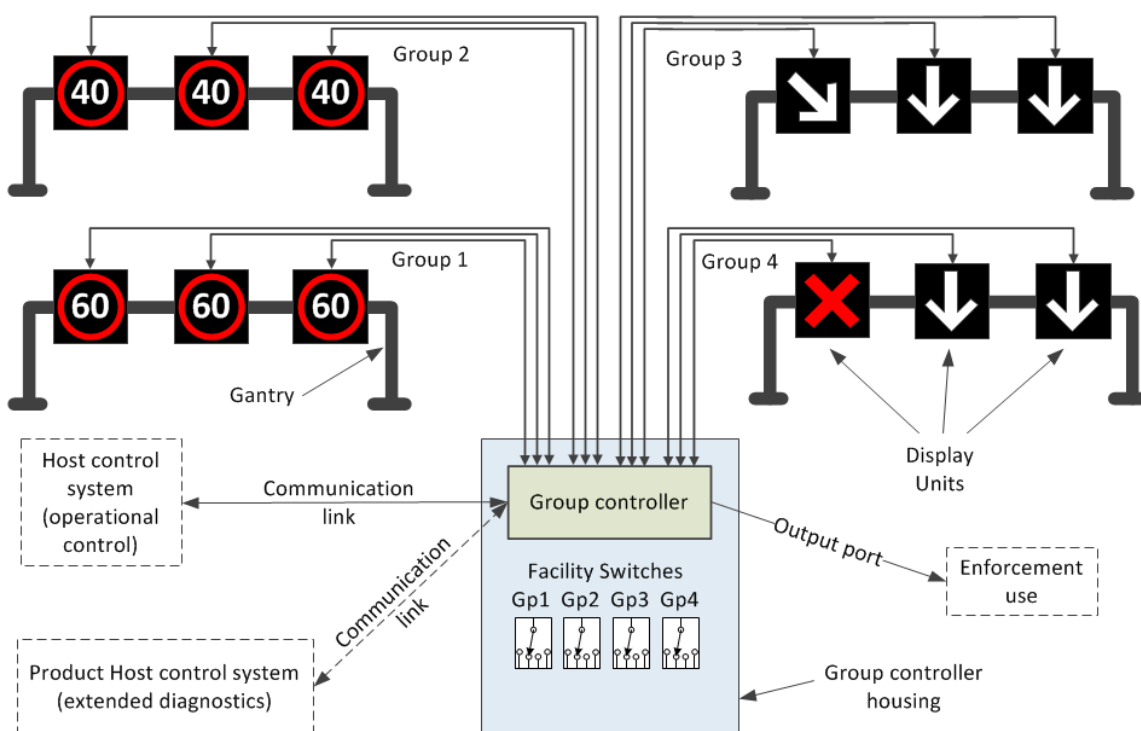 Group 2
40 40 40
Group 3
Group 1
60 60 60
Group 4
Gantry
Display
Units
Host control
system
(operational
control)
Communication
link
Group controller
Output port
Enforcement
use
Facility Switches
Gp1 Gp2 Gp3 Gp4
Communication
link
Product Host control system
(extended diagnostics)
Group controller
housing